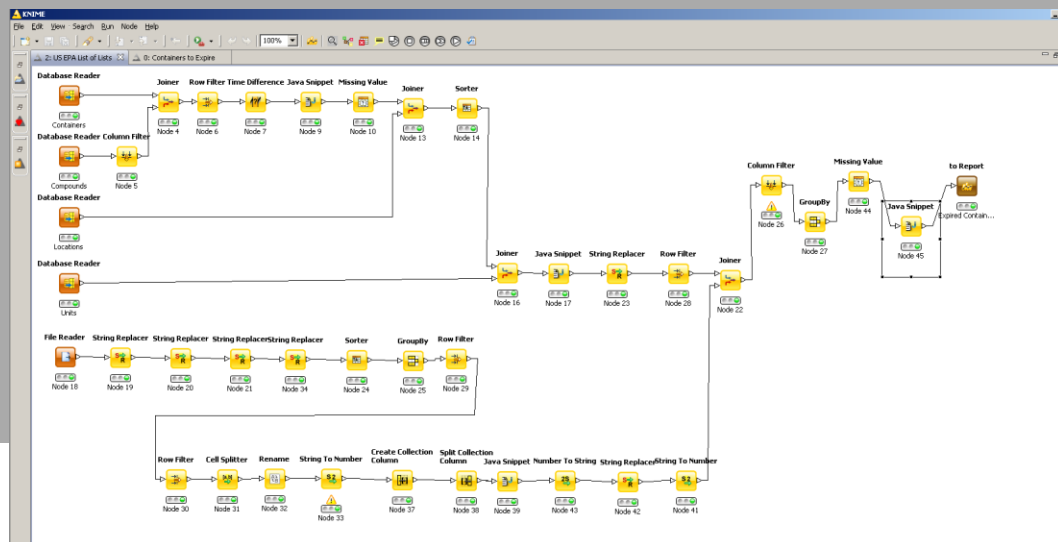 KNIME
File Edit View Search Run Node Help
100%
2: US EPA List of Lists
0: Containers to Expire
Database Reader
Containers
Joiner
Node 4
Row Filter
Node 6
Time Difference
Node 7
Java Snippet
Node 9
Missing Value
Node 10
Joiner
Node 13
Sorter
Node 14
Database Reader
Compounds
Column Filter
Node 5
Database Reader
Locations
Database Reader
Units
Joiner
Node 16
Java Snippet
Node 17
String Replacer
Node 23
Row Filter
Node 28
Joiner
Node 22
Column Filter
Node 26
GroupBy
Node 27
Missing Value
Node 44
Java Snippet
Node 45
to Report
Expired Contain...
File Reader
Node 18
String Replacer
Node 19
String Replacer
Node 20
String Replacer
Node 21
String Replacer
Node 34
Sorter
Node 24
GroupBy
Node 25
Row Filter
Node 29
Row Filter
Node 30
Cell Splitter
Node 31
Rename
Node 32
String To Number
Node 33
Create Collection
Column
Node 37
Split Collection
Column
Node 38
Java Snippet
Node 39
Number To String
Node 43
String Replacer
Node 42
String To Number
Node 41